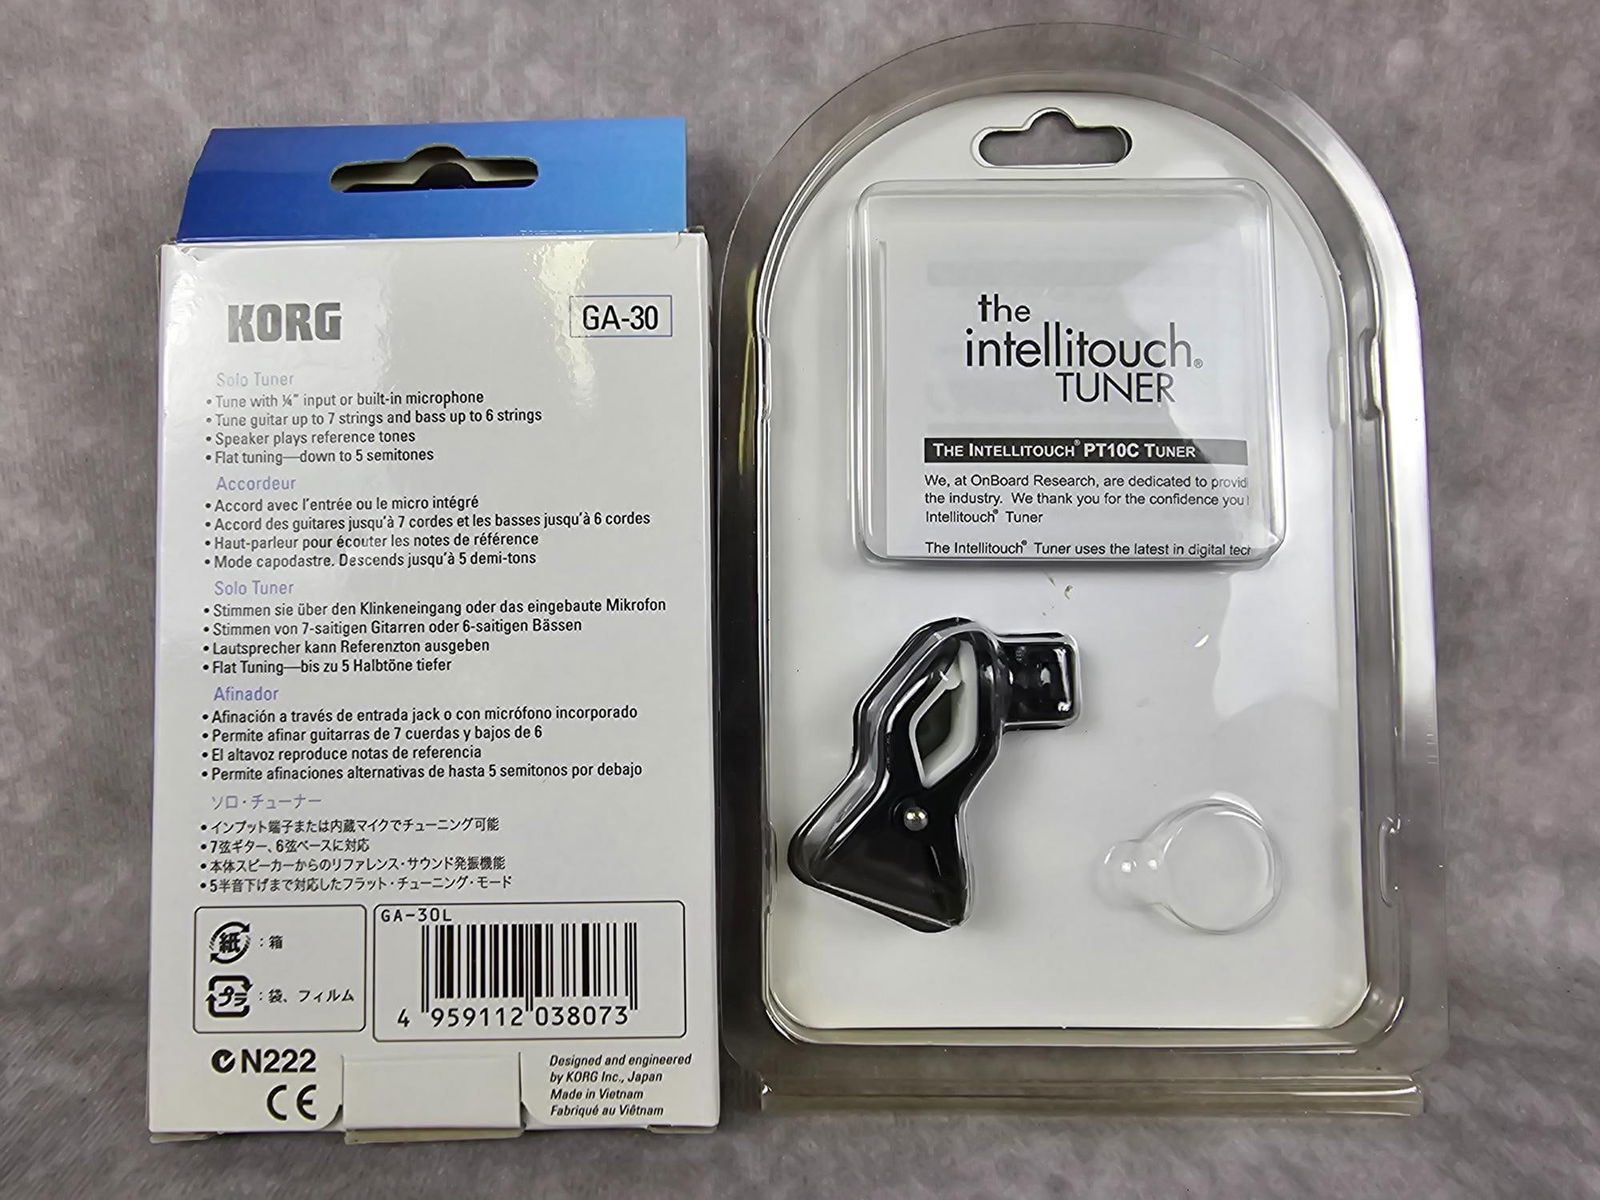 KORG
GA-30
Solo Tuner
• Tune with ¼" input or built-in microphone
• Tune guitar up to 7 strings and bass up to 6 strings
• Speaker plays reference tones
• Flat tuning—down to 5 semitones
Accordeur
• Accord avec l'entrée ou le micro intégré
• Accord des guitares jusqu'à 7 cordes et les basses jusqu'à 6 cordes
• Haut-parleur pour écouter les notes de référence
• Mode capodastre. Descends jusqu'à 5 demi-tons
Solo Tuner
• Stimmen sie über den Klinkeneingang oder das eingebaute Mikrofon
• Stimmen von 7-saitigen Gitarren oder 6-saitigen Bässen
• Lautsprecher kann Referenzton ausgeben
• Flat Tuning—bis zu 5 Halbtöne tiefer
Afinador
• Afinación a través de entrada jack o con micrófono incorporado
• Permite afinar guitarras de 7 cuerdas y bajos de 6
• El altavoz reproduce notas de referencia
• Permite afinaciones alternativas de hasta 5 semitonos por debajo
ソロ・チューナー
• インプット端子または内蔵マイクでチューニング可能
• 7弦ギター、6弦ベースに対応
• 本体スピーカーからのリファレンス・サウンド発振機能
• 5半音下げまで対応したフラット・チューニング・モード
紙 : 箱
プラ : 袋、フィルム
GA-30L
4 959112 038073
N222
CE
Designed and engineered
by KORG Inc., Japan
Made in Vietnam
Fabriqué au Viêtnam
the
intellitouch®
TUNER
THE INTELLITOUCH® PT10C TUNER
We, at OnBoard Research, are dedicated to provid
the industry. We thank you for the confidence you
Intellitouch® Tuner
The Intellitouch® Tuner uses the latest in digital tech